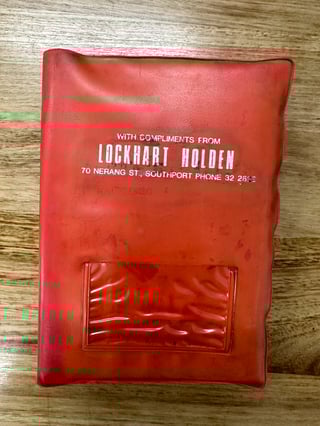 WITH COMPLIMENTS FROM
LOCKHART HOLDEN
70 NERANG ST., SOUTHPORT PHONE 32